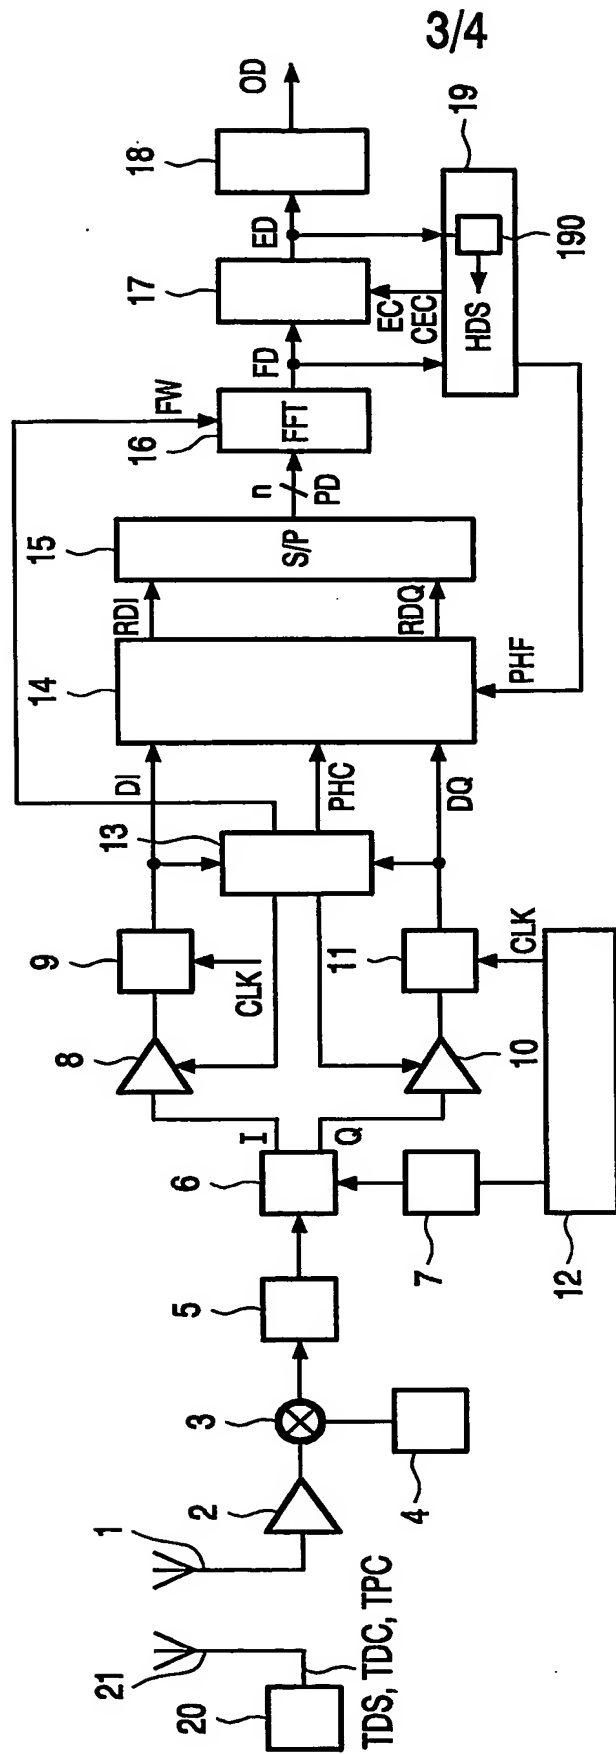 3/4
21
1
20
TDS, TDC, TPC
2
3
4
5
6
7
I
Q
8
9
CLK
10
11
CLK
12
13
DI
PHC
DQ
14
RDI
RDQ
PHF
15
S/P
n
PD
16
FFT
FW
FD
17
EC
CEC
ED
18
OD
19
HDS
190